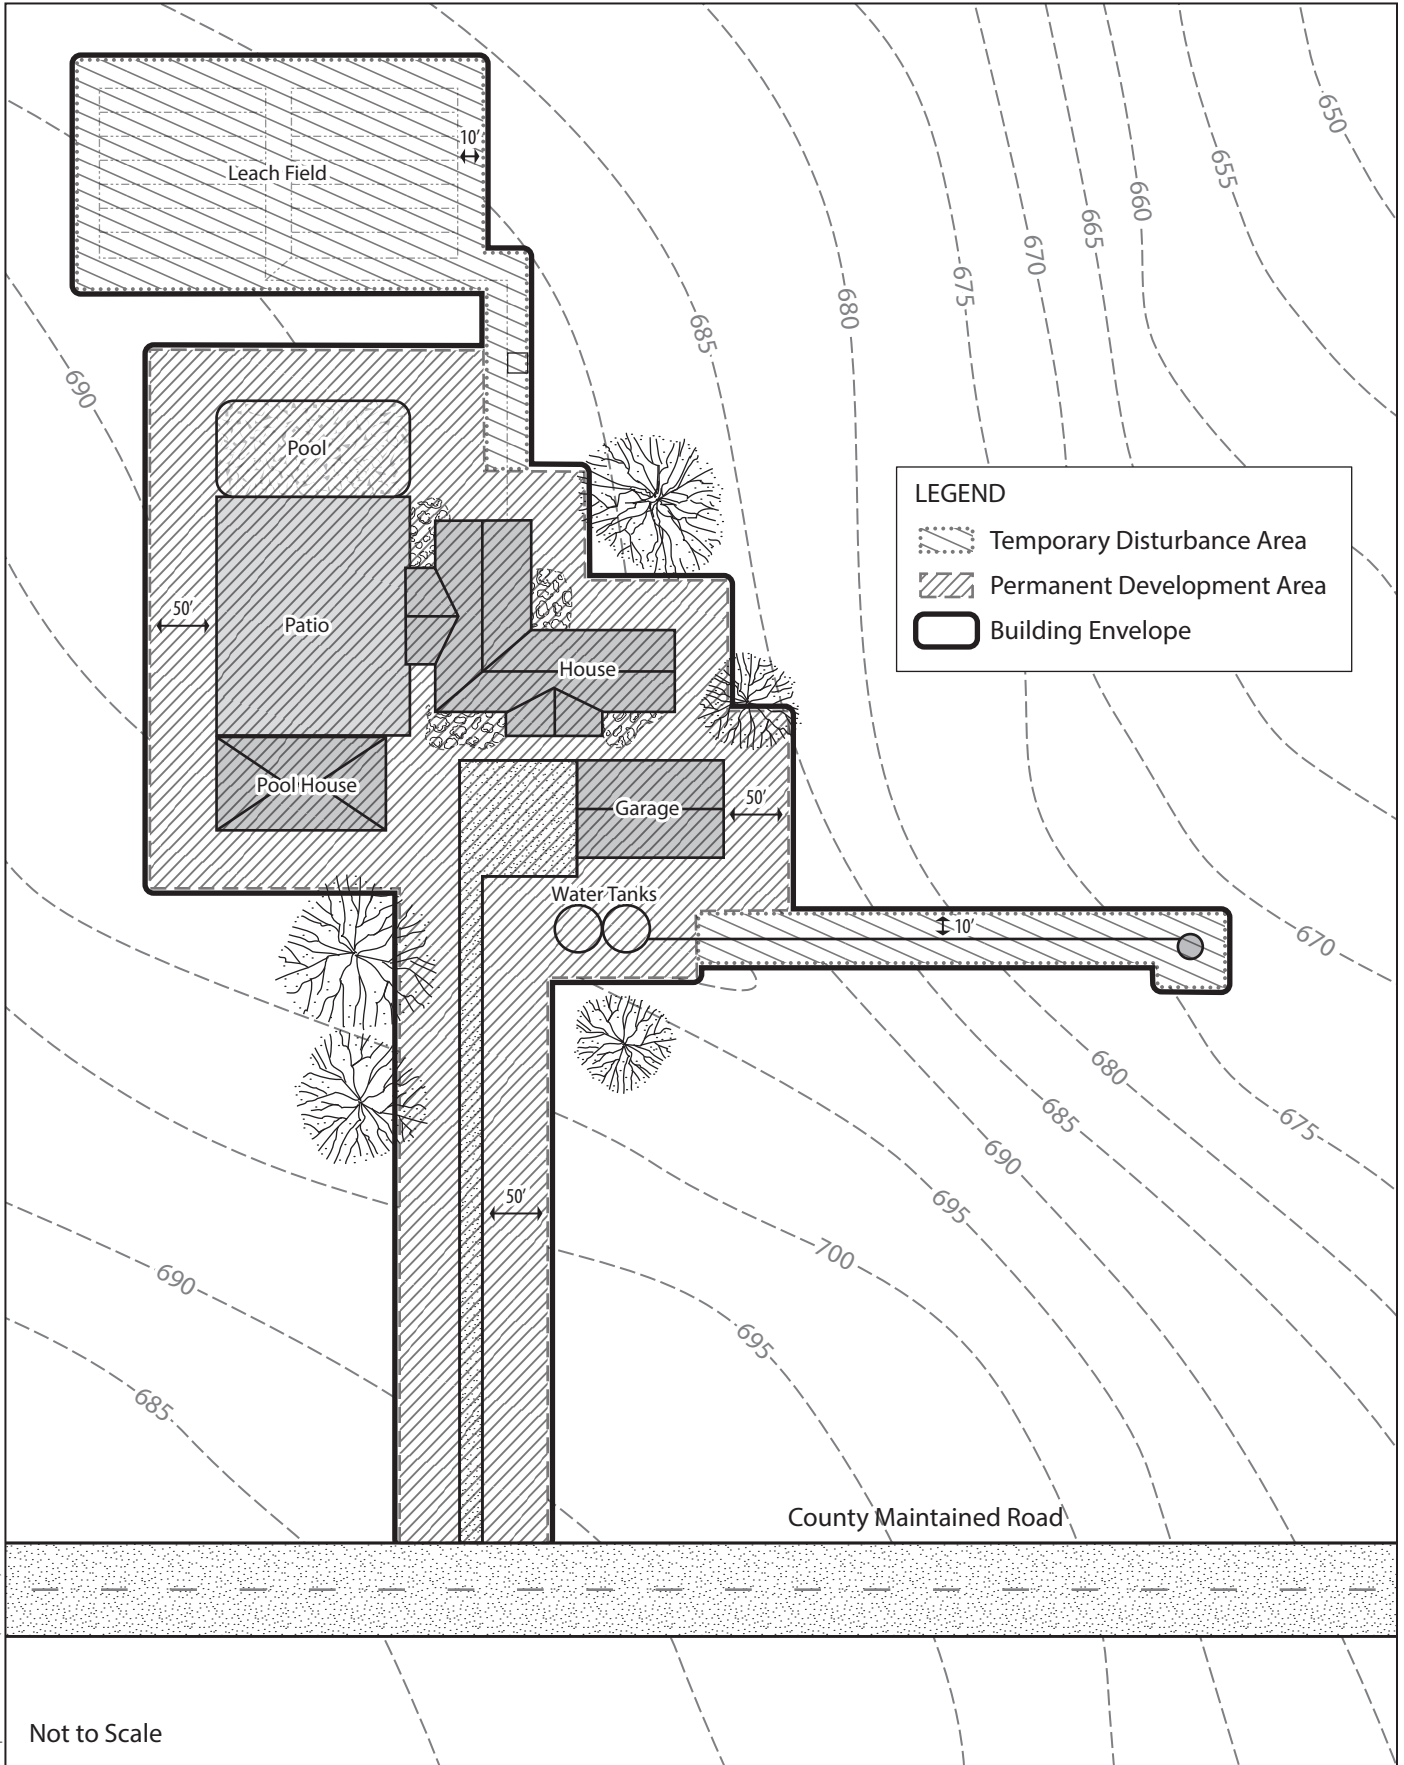 650
655
660
665
670
675
680
685
690
10′
Leach Field
Pool
LEGEND
Temporary Disturbance Area
Permanent Development Area
Building Envelope
50′
Patio
House
Pool House
Garage
50′
Water Tanks
10′
670
675
680
685
690
695
700
695
50′
690
685
County Maintained Road
Not to Scale